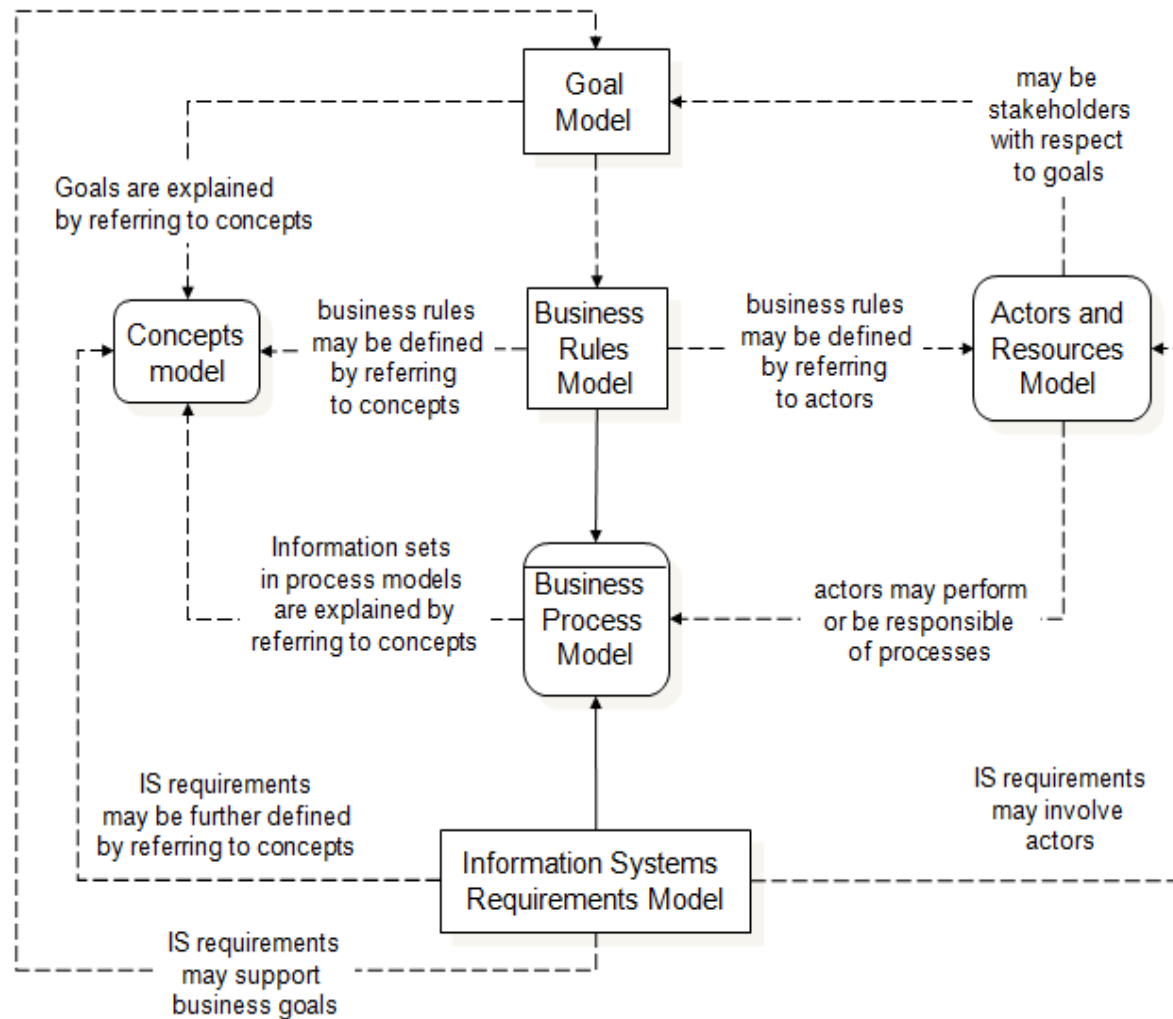 Goal
Model
may be
stakeholders
with respect
to goals
Goals are explained
by referring to concepts
Concepts
model
business rules
may be defined
by referring
to concepts
Business
Rules
Model
business rules
may be defined
by referring
to actors
Actors and
Resources
Model
Information sets
in process models
are explained by
referring to concepts
Business
Process
Model
actors may perform
or be responsible
of processes
IS requirements
may be further defined
by referring to concepts
Information Systems
Requirements Model
IS requirements
may involve
actors
IS requirements
may support
business goals